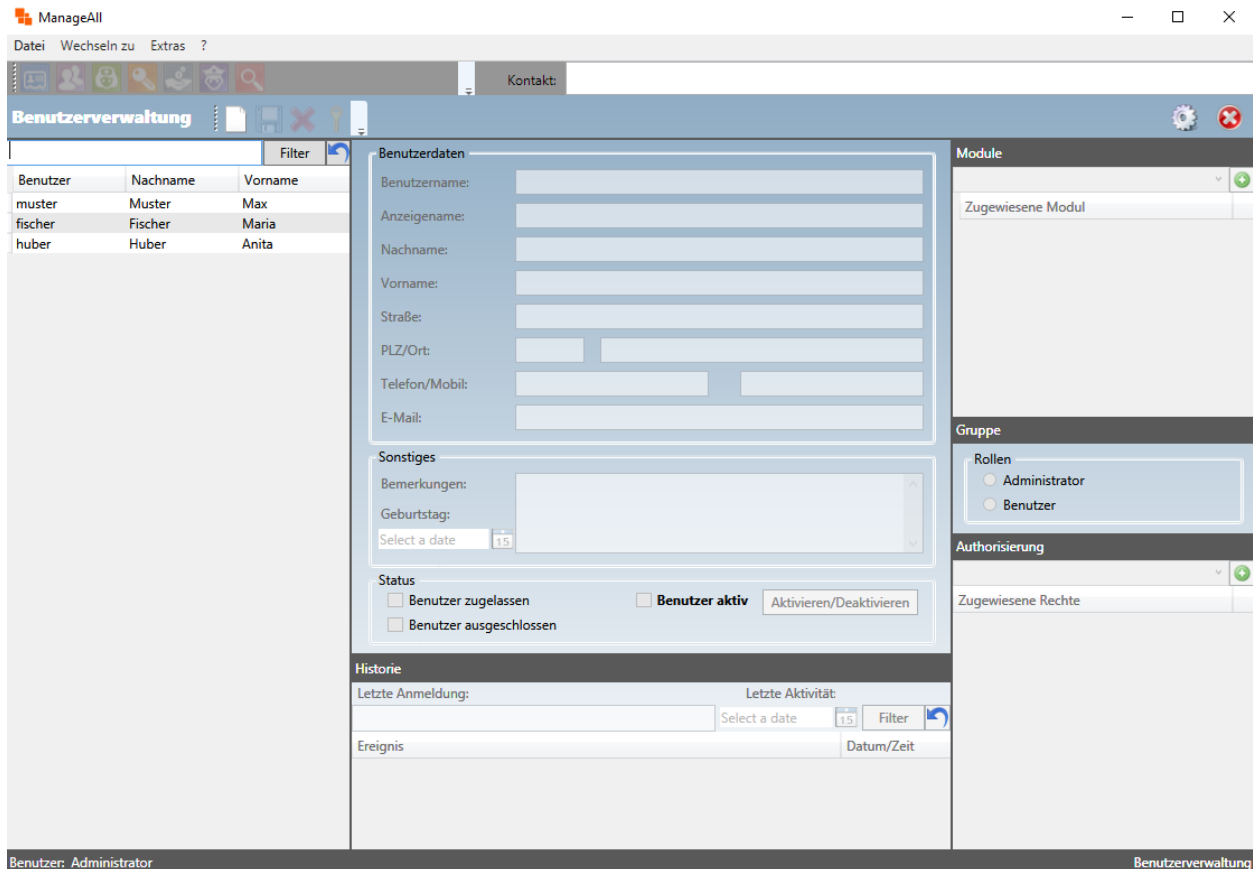 ManageAll
Datei Wechseln zu Extras ?
Kontakt:
Benutzerverwaltung
Filter
Benutzer Nachname Vorname
muster Muster Max
fischer Fischer Maria
huber Huber Anita
Benutzerdaten
Benutzername:
Anzeigename:
Nachname:
Vorname:
Straße:
PLZ/Ort:
Telefon/Mobil:
E-Mail:
Sonstiges
Bemerkungen:
Geburtstag:
Select a date 15
Status
Benutzer zugelassen Benutzer aktiv Aktivieren/Deaktivieren
Benutzer ausgeschlossen
Historie
Letzte Anmeldung: Letzte Aktivität:
Select a date 15 Filter
Ereignis Datum/Zeit
Module
Zugewiesene Modul
Gruppe
Rollen
Administrator
Benutzer
Authorisierung
Zugewiesene Rechte
Benutzer: Administrator Benutzerverwaltung